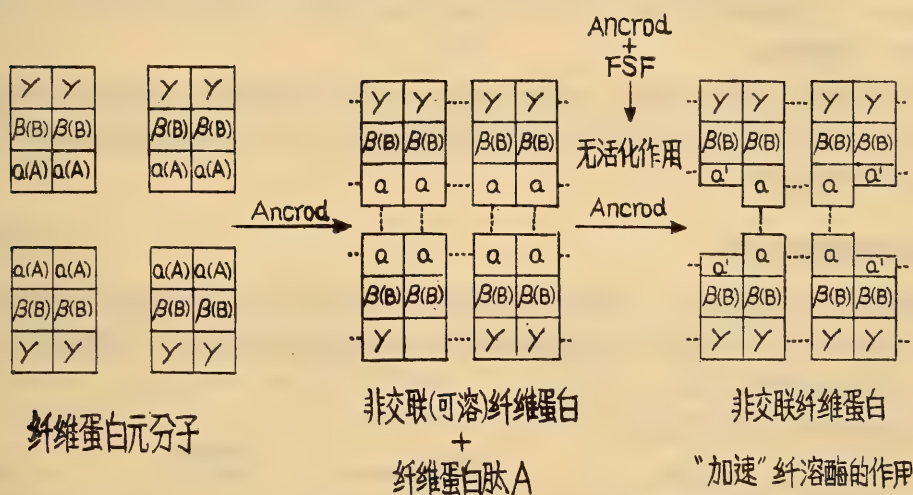 Y Y Y Y
β(B) β(B) β(B) β(B)
a(A) a(A) a(A) a(A)
a(A) a(A) a(A) a(A)
β(B) β(B) β(B) β(B)
Y Y Y Y
纤维蛋白元分子
Ancrod
Y Y Y Y
β(B) β(B) β(B) β(B)
a a a a
a a a a
β(B) β(B) β(B) β(B)
Y Y Y
非交联(可溶)纤维蛋白
+
纤维蛋白肽A
Ancrod
+
FSF
无活化作用
Ancrod
Y Y Y Y
β(B) β(B) β(B) β(B)
a' a a a'
a' a a a'
β(B) β(B) β(B) β(B)
Y Y Y Y
非交联纤维蛋白
"加速"纤溶酶的作用